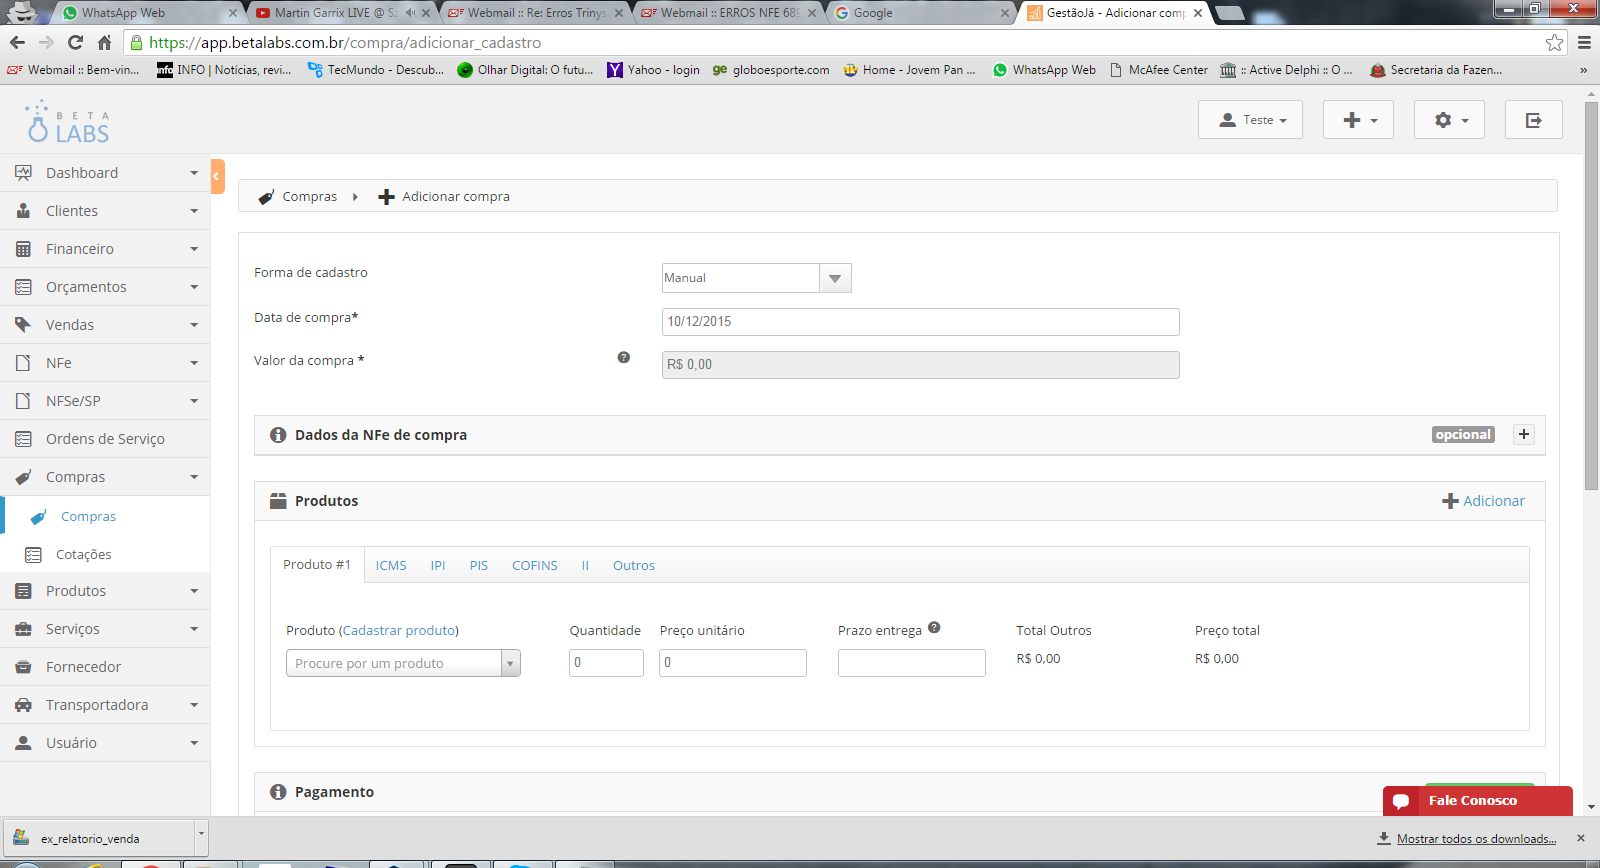 WhatsApp Web
Martin Garrix LIVE @ Sz
Webmail :: Re: Erros Trinys
Webmail :: ERROS NFE 689
Google
GestãoJá - Adicionar comp
https://app.betalabs.com.br/compra/adicionar_cadastro
Webmail :: Bem-vin...
info INFO | Notícias, revi...
TecMundo - Descub...
Olhar Digital: O futu...
Yahoo - login
ge globoesporte.com
Home - Jovem Pan ...
WhatsApp Web
McAfee Center
:: Active Delphi :: O ...
Secretaria da Fazen...
»
BETA
LABS
Teste
Dashboard
Clientes
Financeiro
Orçamentos
Vendas
NFe
NFSe/SP
Ordens de Serviço
Compras
Compras
Cotações
Produtos
Serviços
Fornecedor
Transportadora
Usuário
Compras
Adicionar compra
Forma de cadastro
Manual
Data de compra*
10/12/2015
Valor da compra *
R$ 0,00
Dados da NFe de compra
opcional
Produtos
Adicionar
Produto #1
ICMS
IPI
PIS
COFINS
II
Outros
Produto (Cadastrar produto)
Quantidade
Preço unitário
Prazo entrega
Total Outros
Preço total
Procure por um produto
0
0
R$ 0,00
R$ 0,00
Pagamento
Fale Conosco
ex_relatorio_venda
Mostrar todos os downloads...